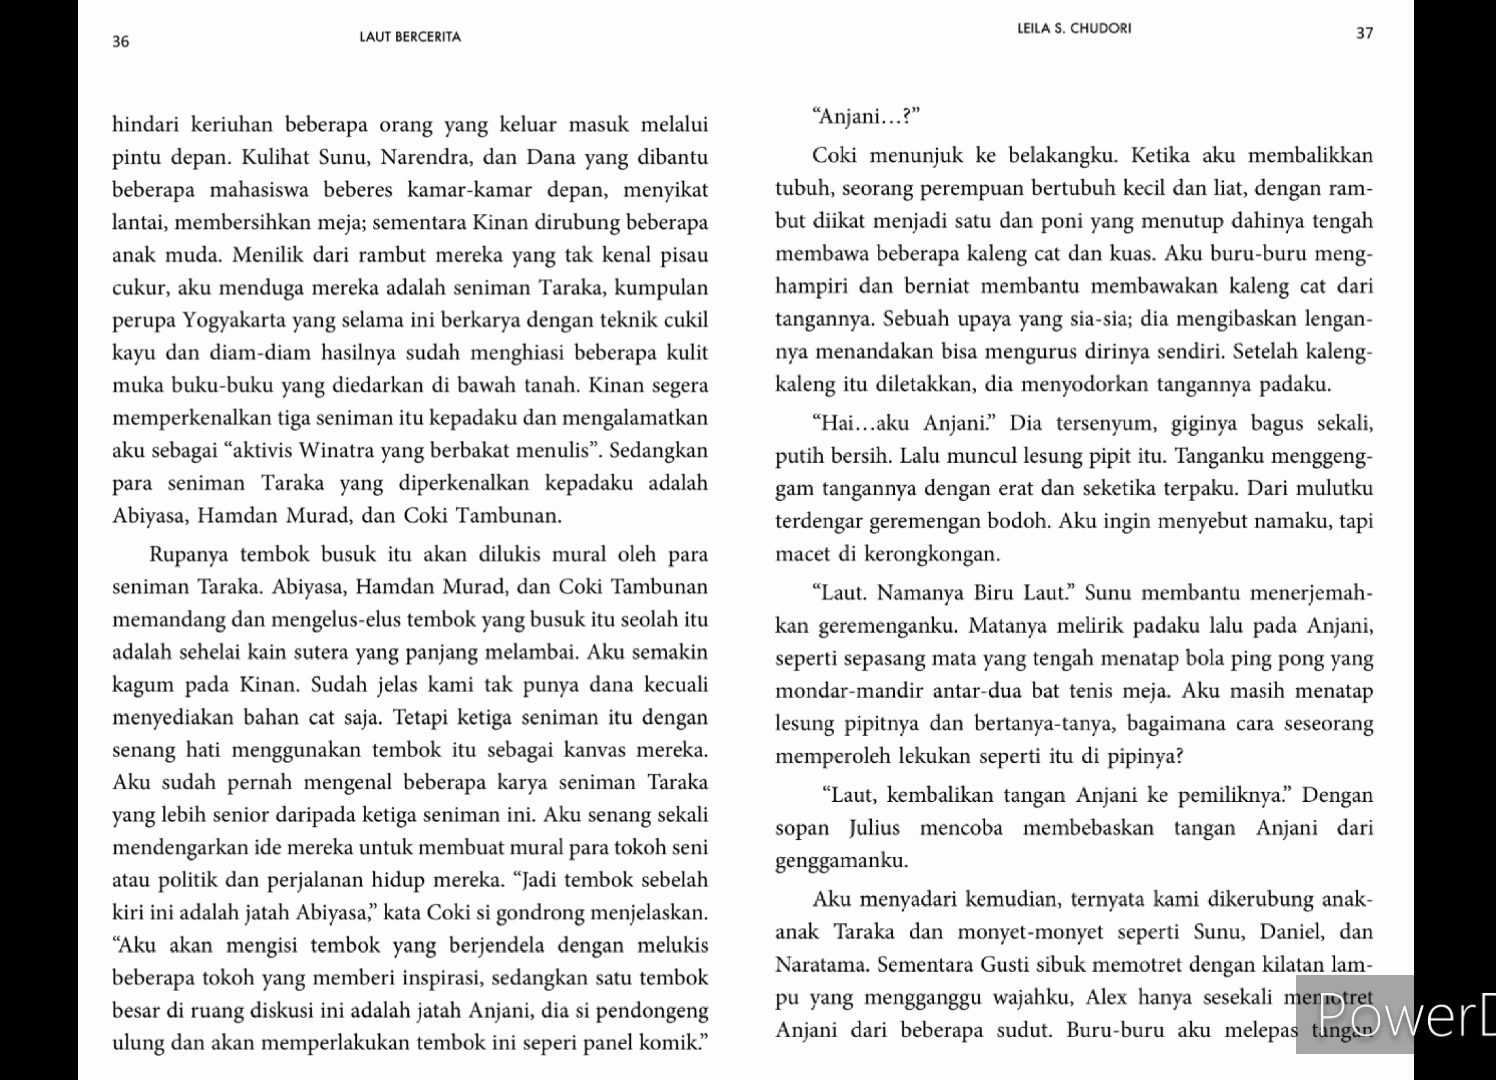 36
LAUT BERCERITA
hindari keriuhan beberapa orang yang keluar masuk melalui
pintu depan. Kulihat Sunu, Narendra, dan Dana yang dibantu
beberapa mahasiswa beberes kamar-kamar depan, menyikat
lantai, membersihkan meja; sementara Kinan dirubung beberapa
anak muda. Menilik dari rambut mereka yang tak kenal pisau
cukur, aku menduga mereka adalah seniman Taraka, kumpulan
perupa Yogyakarta yang selama ini berkarya dengan teknik cukil
kayu dan diam-diam hasilnya sudah menghiasi beberapa kulit
muka buku-buku yang diedarkan di bawah tanah. Kinan segera
memperkenalkan tiga seniman itu kepadaku dan mengalamatkan
aku sebagai “aktivis Winatra yang berbakat menulis”. Sedangkan
para seniman Taraka yang diperkenalkan kepadaku adalah
Abiyasa, Hamdan Murad, dan Coki Tambunan.
Rupanya tembok busuk itu akan dilukis mural oleh para
seniman Taraka. Abiyasa, Hamdan Murad, dan Coki Tambunan
memandang dan mengelus-elus tembok yang busuk itu seolah itu
adalah sehelai kain sutera yang panjang melambai. Aku semakin
kagum pada Kinan. Sudah jelas kami tak punya dana kecuali
menyediakan bahan cat saja. Tetapi ketiga seniman itu dengan
senang hati menggunakan tembok itu sebagai kanvas mereka.
Aku sudah pernah mengenal beberapa karya seniman Taraka
yang lebih senior daripada ketiga seniman ini. Aku senang sekali
mendengarkan ide mereka untuk membuat mural para tokoh seni
atau politik dan perjalanan hidup mereka. “Jadi tembok sebelah
kiri ini adalah jatah Abiyasa,” kata Coki si gondrong menjelaskan.
“Aku akan mengisi tembok yang berjendela dengan melukis
beberapa tokoh yang memberi inspirasi, sedangkan satu tembok
besar di ruang diskusi ini adalah jatah Anjani, dia si pendongeng
ulung dan akan memperlakukan tembok ini seperi panel komik.”
LEILA S. CHUDORI
37
“Anjani…?”
Coki menunjuk ke belakangku. Ketika aku membalikkan
tubuh, seorang perempuan bertubuh kecil dan liat, dengan ram-
but diikat menjadi satu dan poni yang menutup dahinya tengah
membawa beberapa kaleng cat dan kuas. Aku buru-buru meng-
hampiri dan berniat membantu membawakan kaleng cat dari
tangannya. Sebuah upaya yang sia-sia; dia mengibaskan lengan-
nya menandakan bisa mengurus dirinya sendiri. Setelah kaleng-
kaleng itu diletakkan, dia menyodorkan tangannya padaku.
“Hai…aku Anjani.” Dia tersenyum, giginya bagus sekali,
putih bersih. Lalu muncul lesung pipit itu. Tanganku menggeng-
gam tangannya dengan erat dan seketika terpaku. Dari mulutku
terdengar geremengan bodoh. Aku ingin menyebut namaku, tapi
macet di kerongkongan.
“Laut. Namanya Biru Laut.” Sunu membantu menerjemah-
kan geremenganku. Matanya melirik padaku lalu pada Anjani,
seperti sepasang mata yang tengah menatap bola ping pong yang
mondar-mandir antar-dua bat tenis meja. Aku masih menatap
lesung pipitnya dan bertanya-tanya, bagaimana cara seseorang
memperoleh lekukan seperti itu di pipinya?
“Laut, kembalikan tangan Anjani ke pemiliknya.” Dengan
sopan Julius mencoba membebaskan tangan Anjani dari
genggamanku.
Aku menyadari kemudian, ternyata kami dikerubung anak-
anak Taraka dan monyet-monyet seperti Sunu, Daniel, dan
Naratama. Sementara Gusti sibuk memotret dengan kilatan lam-
pu yang mengganggu wajahku, Alex hanya sesekali memotret
Anjani dari beberapa sudut. Buru-buru aku melepas tangan
PowerD